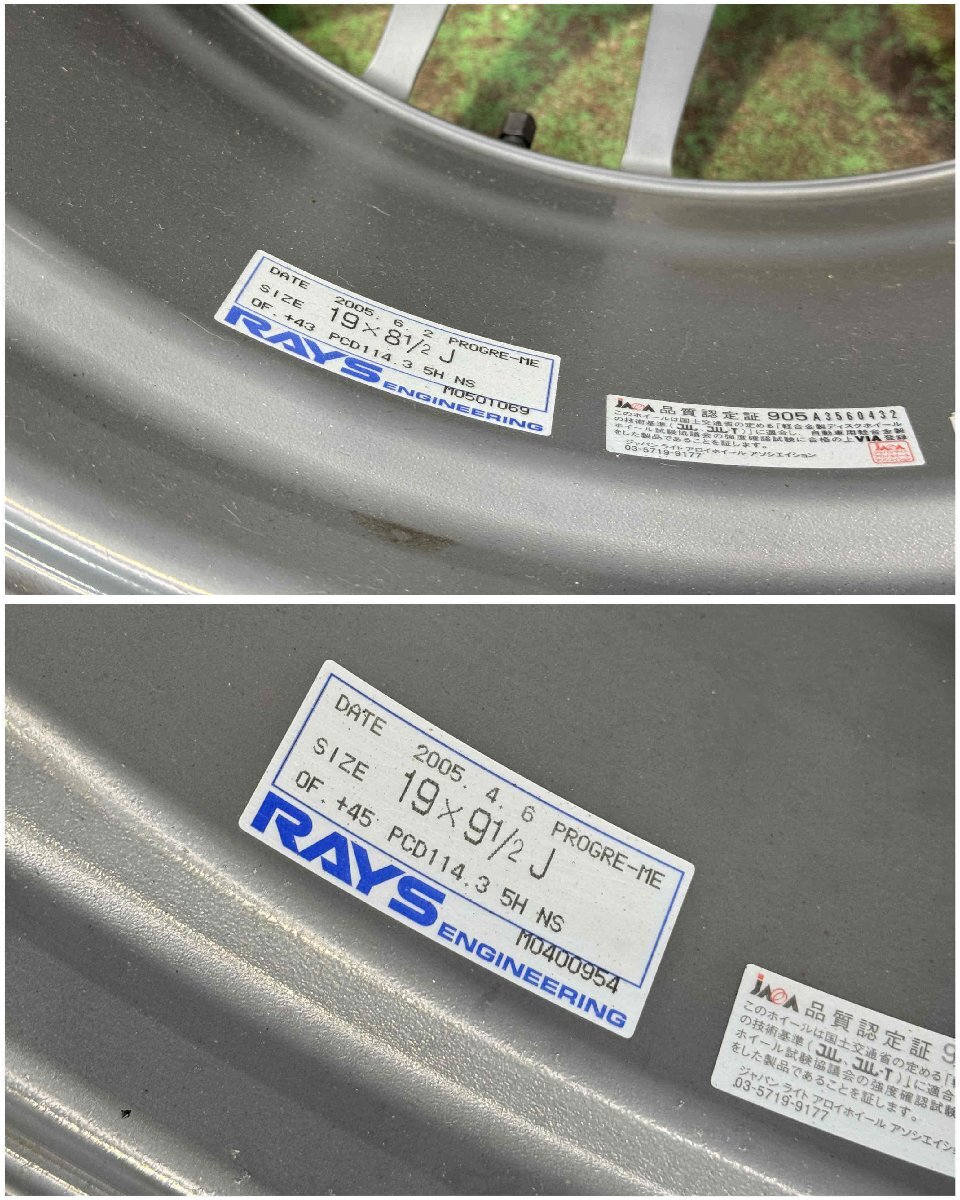 DATE 2005. 6. 2 PROGRE-ME
SIZE 19×8 1/2 J
OF. +43 PCD114.3 5H NS
M0501069
RAYS ENGINEERING
JAWA 品質認定証 905 A3560432
このホイールは国土交通省の定める「軽合金製ディスクホイール
の技術基準(JWL、JWL-T)」に適合し、自動車用軽合金製
ホイール試験協議会の強度確認試験に合格の上VIA登録
をした製品であることを証します。
ジャパン ライト アロイホイール アソシエイション
03-5719-9177
DATE 2005. 4. 6 PROGRE-ME
SIZE 19×9 1/2 J
OF. +45 PCD114.3 5H NS
M0400954
RAYS ENGINEERING
JAWA 品質認定証 9
このホイールは国土交通省の定める「
の技術基準(JWL、JWL-T)」に適合
ホイール試験協議会の強度確認試験
をした製品であることを証します。
ジャパン ライト アロイホイール アソシエイショ
03-5719-9177